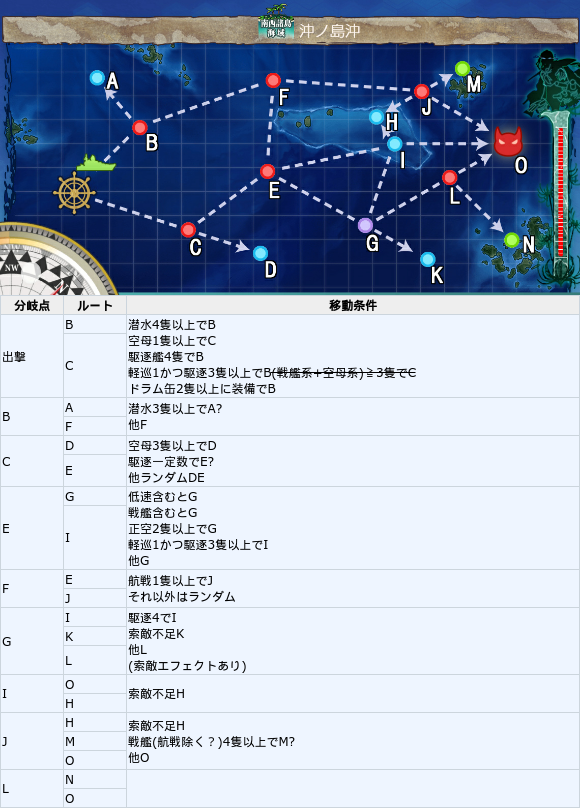 南西諸島
海域
沖ノ島沖
A
B
F
J
M
H
I
O
E
L
C
D
G
K
N
NW
NW
分岐点 ルート 移動条件
出撃
B
C
潜水4隻以上でB
空母1隻以上でC
駆逐艦4隻でB
軽巡1かつ駆逐3隻以上でB(戦艦系+空母系)≧3隻でC
ドラム缶2隻以上に装備でB
B
A
F
潜水3隻以上でA?
他F
C
D
E
空母3隻以上でD
駆逐一定数でE?
他ランダムDE
E
G
I
低速含むとG
戦艦含むとG
正空2隻以上でG
軽巡1かつ駆逐3隻以上でI
他G
F
E
J
航戦1隻以上でJ
それ以外はランダム
G
I
K
L
駆逐4でI
索敵不足K
他L
(索敵エフェクトあり)
I
O
H
索敵不足H
J
H
M
O
索敵不足H
戦艦(航戦除く？)4隻以上でM?
他O
L
N
O